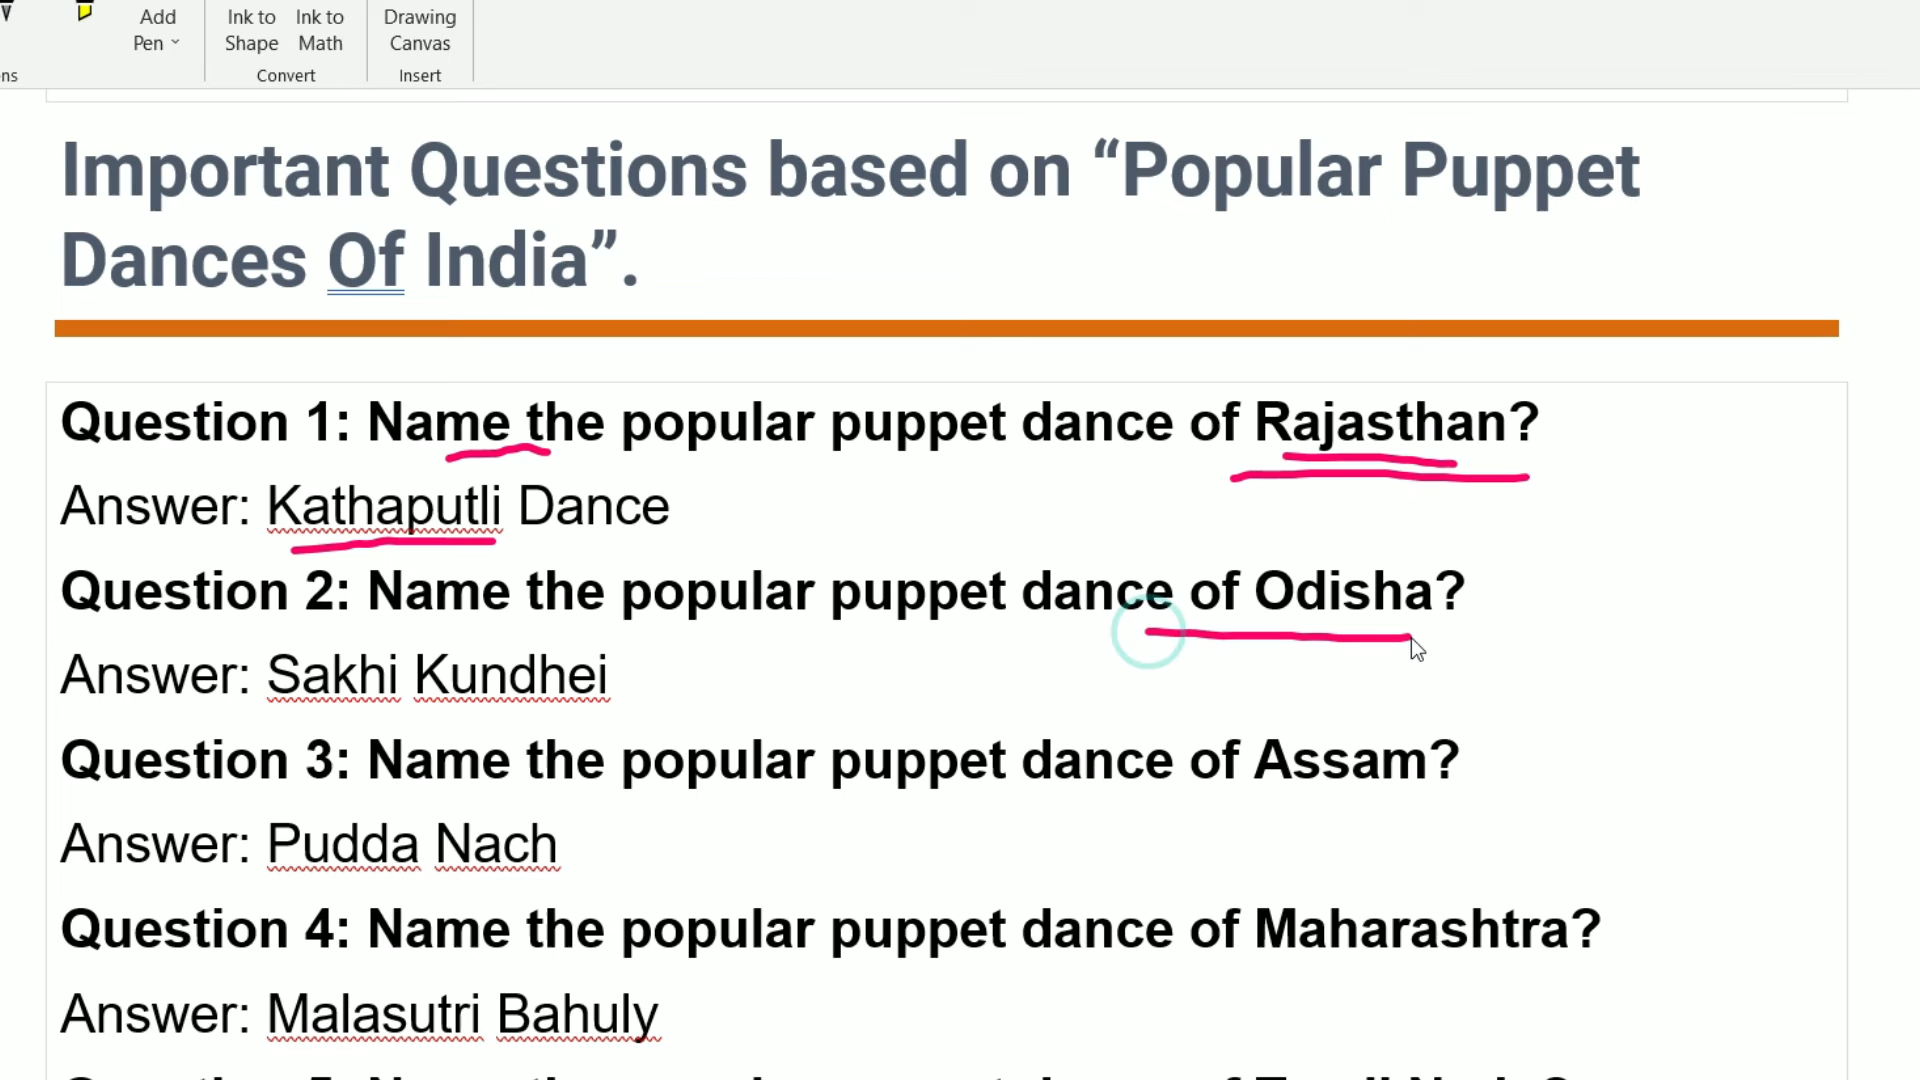 Add Pen
Ink to Shape
Ink to Math
Drawing Canvas
ens
Convert
Insert
Important Questions based on “Popular Puppet
Dances Of India”.
Question 1: Name the popular puppet dance of Rajasthan?
Answer: Kathaputli Dance
Question 2: Name the popular puppet dance of Odisha?
Answer: Sakhi Kundhei
Question 3: Name the popular puppet dance of Assam?
Answer: Pudda Nach
Question 4: Name the popular puppet dance of Maharashtra?
Answer: Malasutri Bahuly